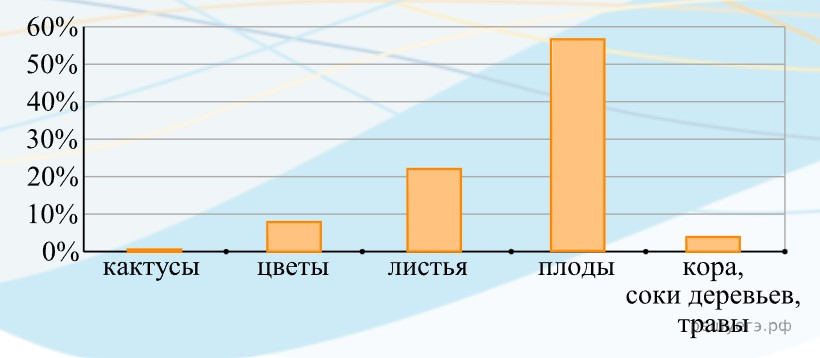 60%
50%
40%
30%
20%
10%
0%
кактусы цветы листья плоды кора,
соки деревьев,
травы